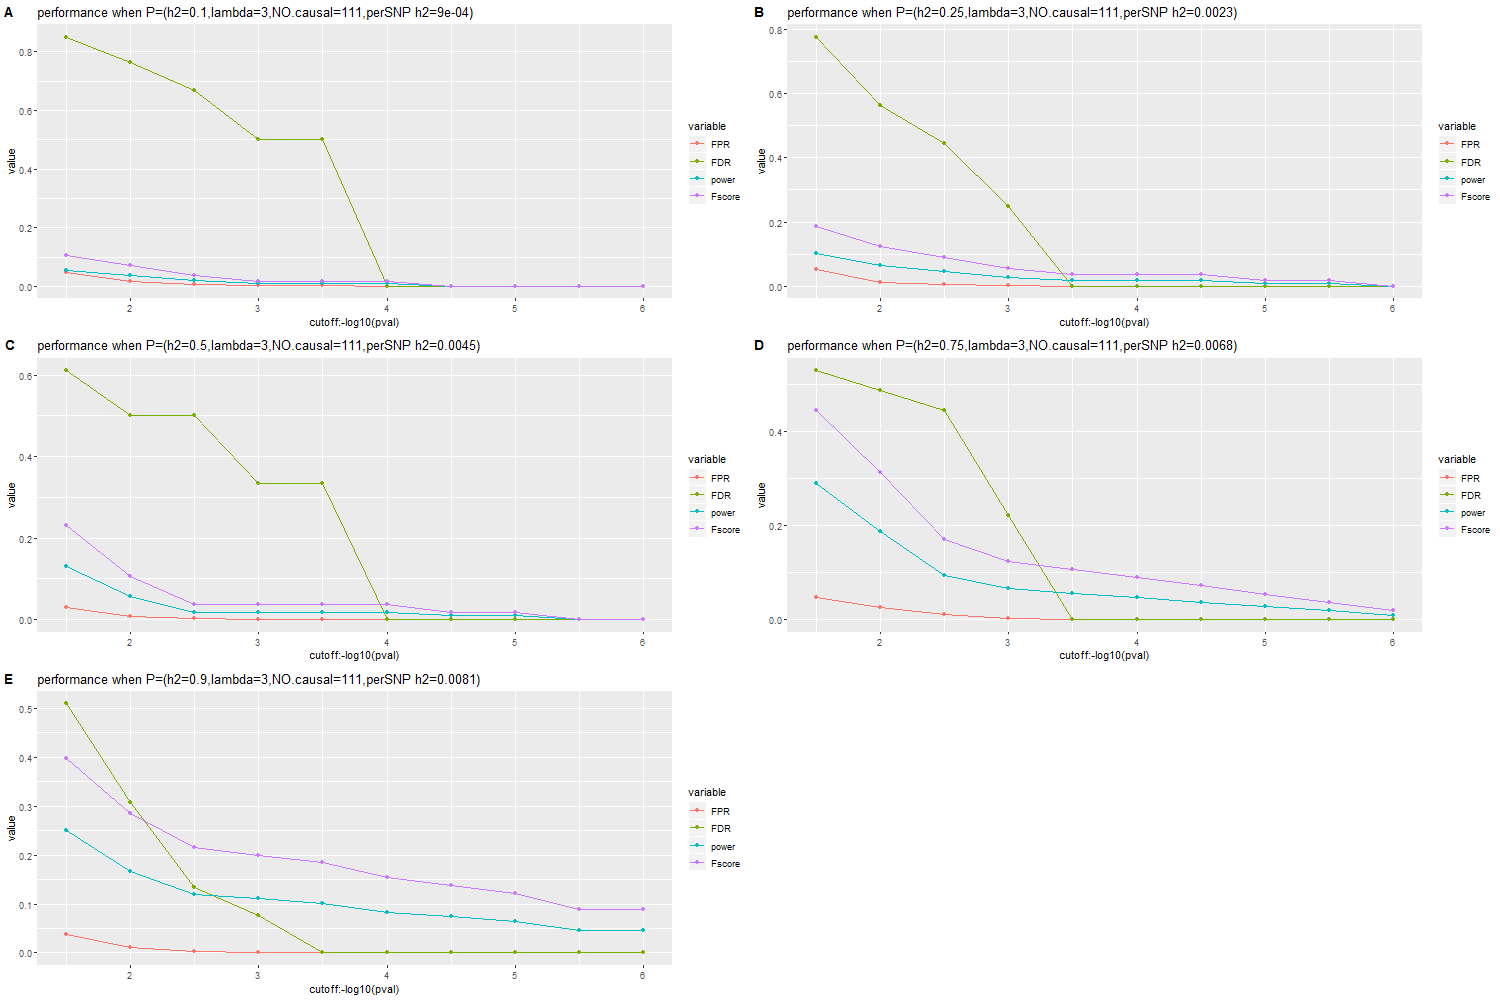 A performance when P=(h2=0.1,lambda=3,NO.causal=111,perSNP h2=9e-04)
0.8
0.6
0.4
0.2
0.0
value
2 3 4 5 6
cutoff:-log10(pval)
variable
FPR
FDR
power
Fscore
B performance when P=(h2=0.25,lambda=3,NO.causal=111,perSNP h2=0.0023)
0.8
0.6
0.4
0.2
0.0
value
2 3 4 5 6
cutoff:-log10(pval)
variable
FPR
FDR
power
Fscore
C performance when P=(h2=0.5,lambda=3,NO.causal=111,perSNP h2=0.0045)
0.6
0.4
0.2
0.0
value
2 3 4 5 6
cutoff:-log10(pval)
variable
FPR
FDR
power
Fscore
D performance when P=(h2=0.75,lambda=3,NO.causal=111,perSNP h2=0.0068)
0.4
0.2
0.0
value
2 3 4 5 6
cutoff:-log10(pval)
variable
FPR
FDR
power
Fscore
E performance when P=(h2=0.9,lambda=3,NO.causal=111,perSNP h2=0.0081)
0.5
0.4
0.3
0.2
0.1
0.0
value
2 3 4 5 6
cutoff:-log10(pval)
variable
FPR
FDR
power
Fscore